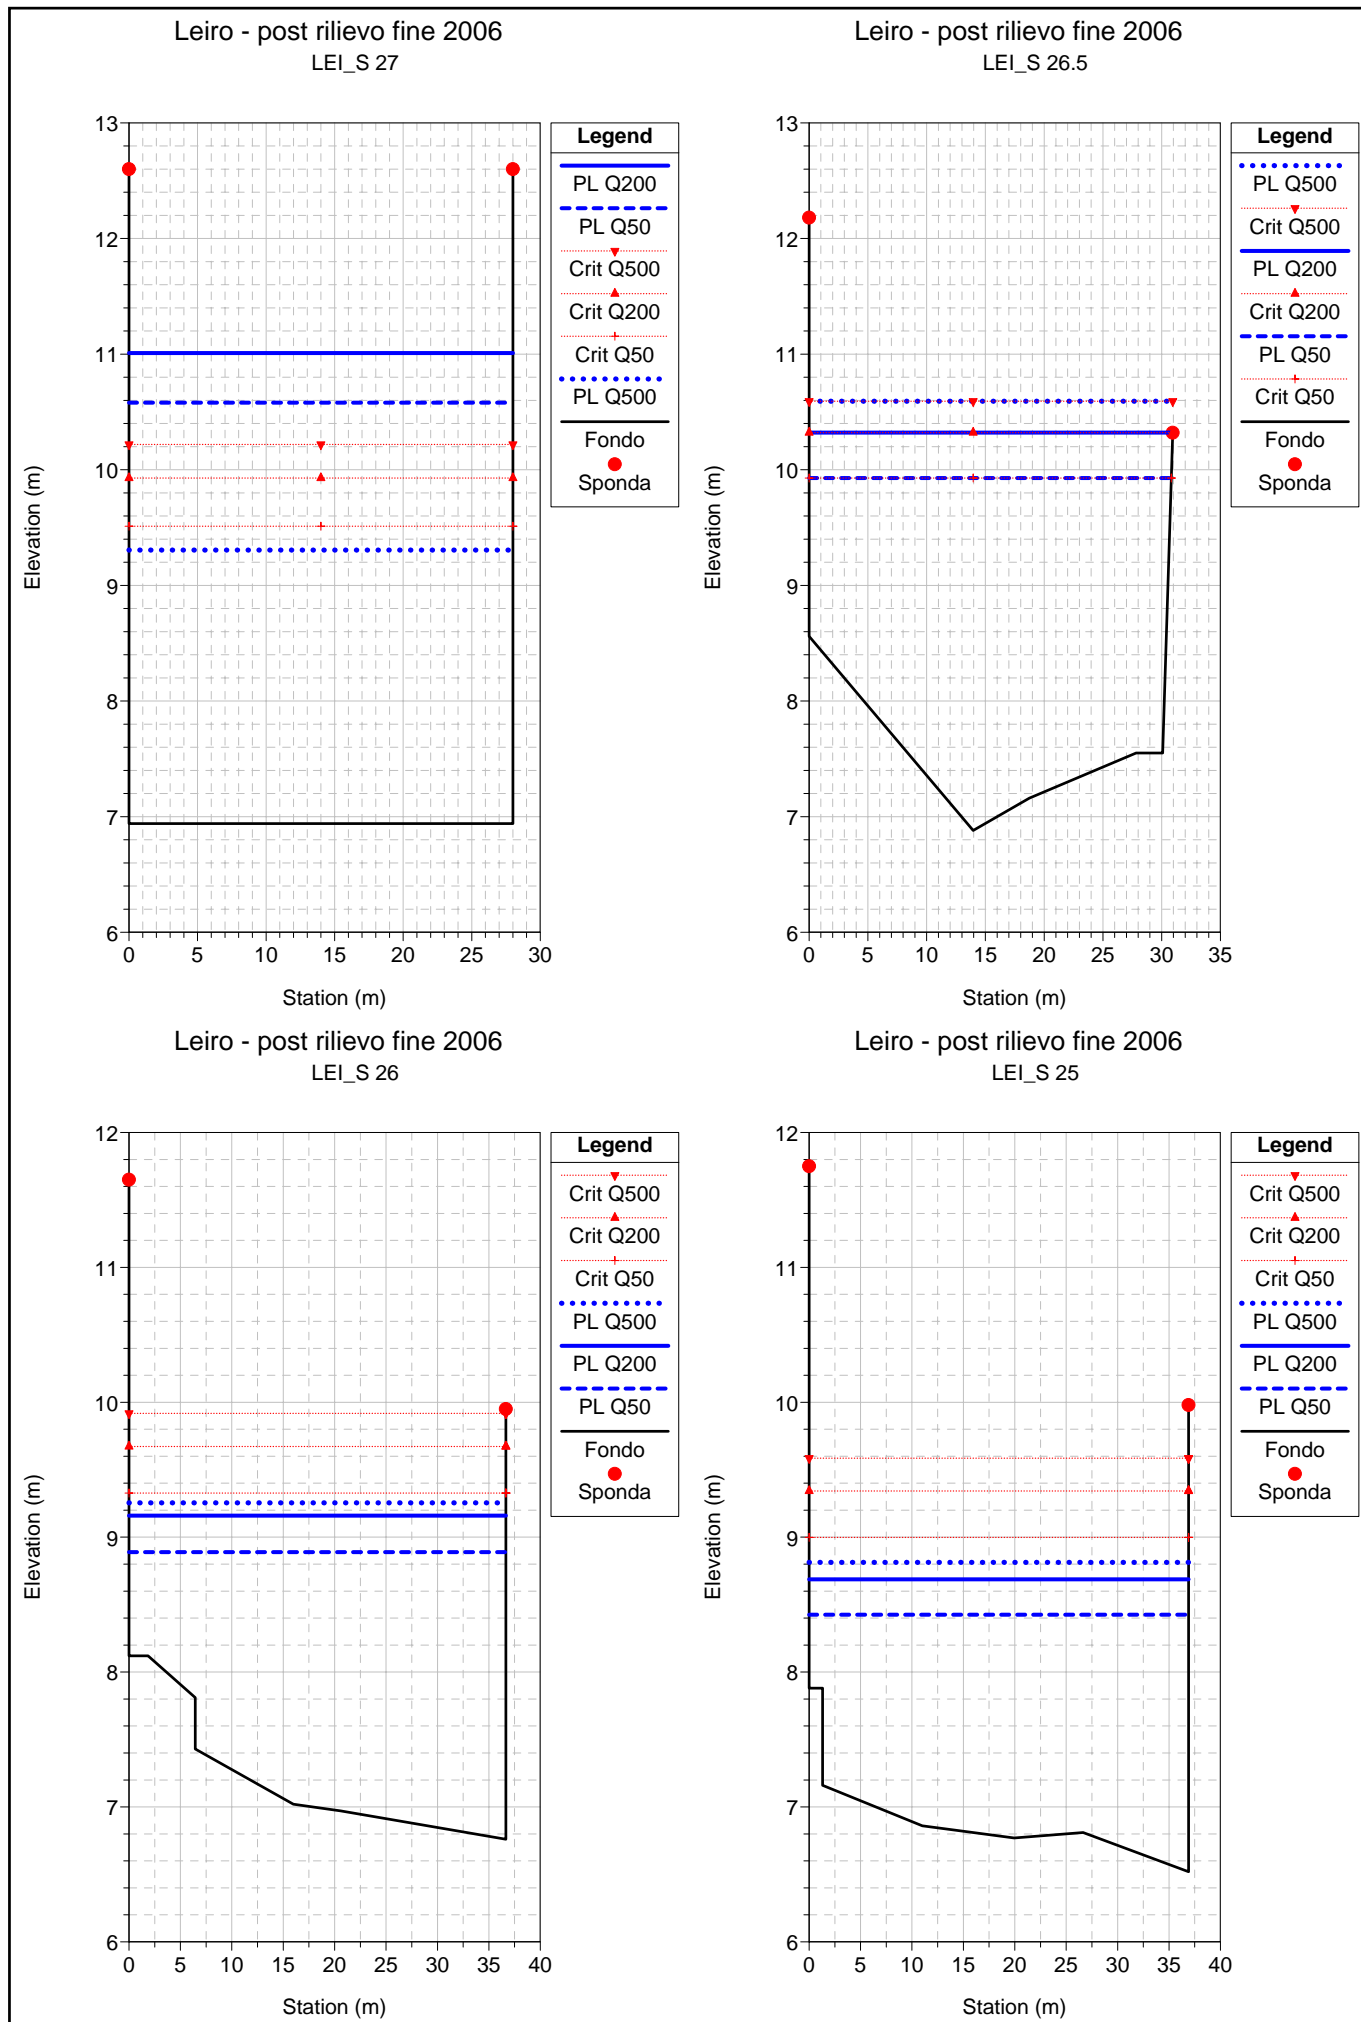 Leiro - post rilievo fine 2006
LEI_S 27
13
12
11
10
9
8
7
6
0 5 10 15 20 25 30
Elevation (m)
Station (m)
Legend
PL Q200
PL Q50
Crit Q500
Crit Q200
Crit Q50
PL Q500
Fondo
Sponda
Leiro - post rilievo fine 2006
LEI_S 26.5
13
12
11
10
9
8
7
6
0 5 10 15 20 25 30 35
Elevation (m)
Station (m)
Legend
PL Q500
Crit Q500
PL Q200
Crit Q200
PL Q50
Crit Q50
Fondo
Sponda
Leiro - post rilievo fine 2006
LEI_S 26
12
11
10
9
8
7
6
0 5 10 15 20 25 30 35 40
Elevation (m)
Station (m)
Legend
Crit Q500
Crit Q200
Crit Q50
PL Q500
PL Q200
PL Q50
Fondo
Sponda
Leiro - post rilievo fine 2006
LEI_S 25
12
11
10
9
8
7
6
0 5 10 15 20 25 30 35 40
Elevation (m)
Station (m)
Legend
Crit Q500
Crit Q200
Crit Q50
PL Q500
PL Q200
PL Q50
Fondo
Sponda